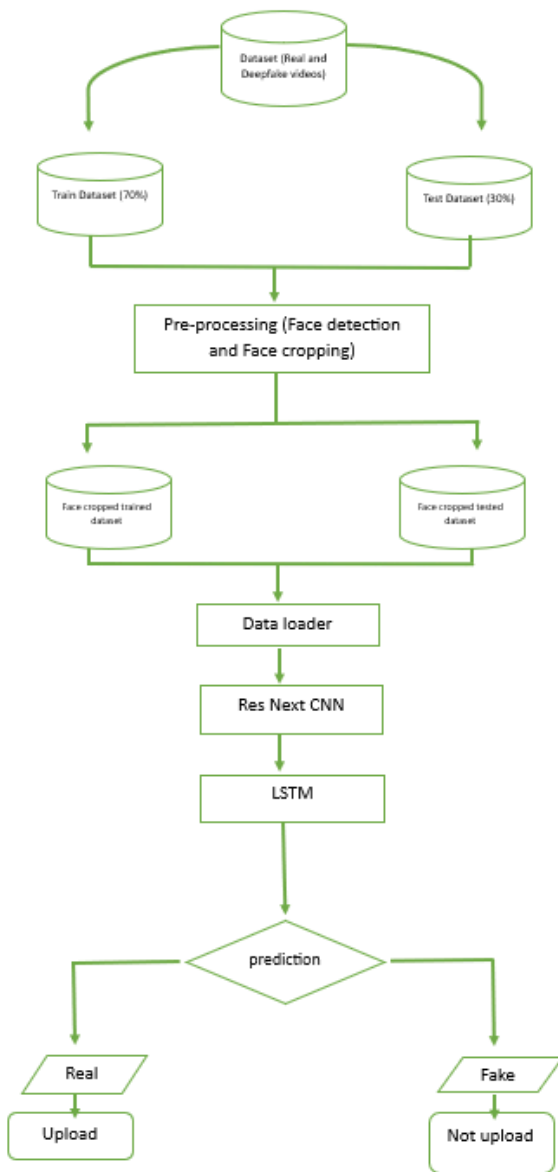 Dataset (Real and
Deepfake videos)
Train Dataset (70%)
Test Dataset (30%)
Pre-processing (Face detection
and Face cropping)
Face cropped trained
dataset
Face cropped tested
dataset
Data loader
Res Next CNN
LSTM
prediction
Real
Fake
Upload
Not upload